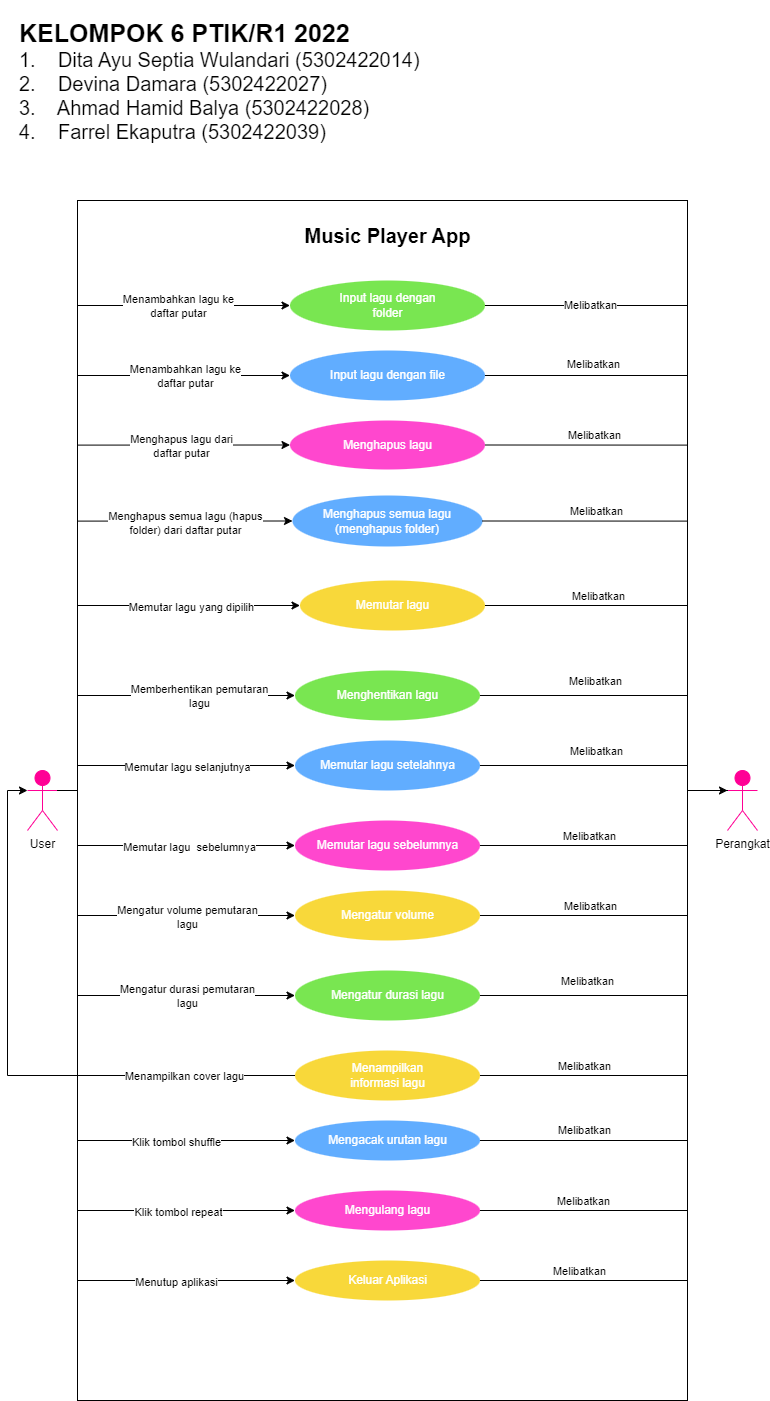 KELOMPOK 6 PTIK/R1 2022
1. Dita Ayu Septia Wulandari (5302422014)
2. Devina Damara (5302422027)
3. Ahmad Hamid Balya (5302422028)
4. Farrel Ekaputra (5302422039)
Music Player App
Menambahkan lagu ke
daftar putar
Input lagu dengan
folder
Melibatkan
Menambahkan lagu ke
daftar putar
Input lagu dengan file
Melibatkan
Menghapus lagu dari
daftar putar
Menghapus lagu
Melibatkan
Menghapus semua lagu (hapus
folder) dari daftar putar
Menghapus semua lagu
(menghapus folder)
Melibatkan
Memutar lagu yang dipilih
Memutar lagu
Melibatkan
Memberhentikan pemutaran
lagu
Menghentikan lagu
Melibatkan
Memutar lagu selanjutnya
Memutar lagu setelahnya
Melibatkan
User
Perangkat
Memutar lagu  sebelumnya
Memutar lagu sebelumnya
Melibatkan
Mengatur volume pemutaran
lagu
Mengatur volume
Melibatkan
Mengatur durasi pemutaran
lagu
Mengatur durasi lagu
Melibatkan
Menampilkan cover lagu
Menampilkan
informasi lagu
Melibatkan
Klik tombol shuffle
Mengacak urutan lagu
Melibatkan
Klik tombol repeat
Mengulang lagu
Melibatkan
Menutup aplikasi
Keluar Aplikasi
Melibatkan